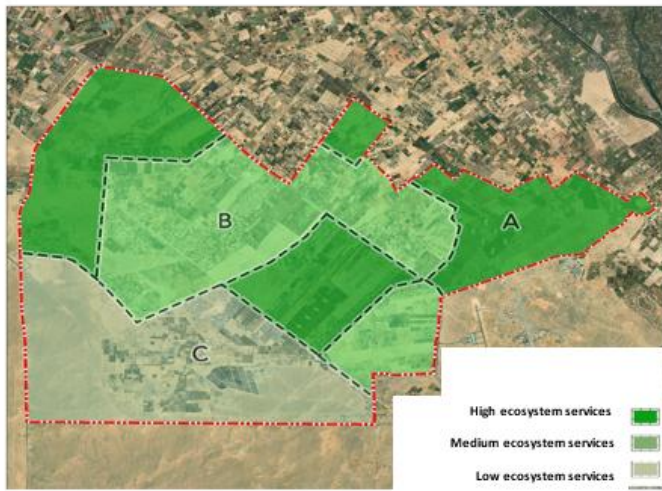 A
B
C
High ecosystem services
Medium ecosystem services
Low ecosystem services